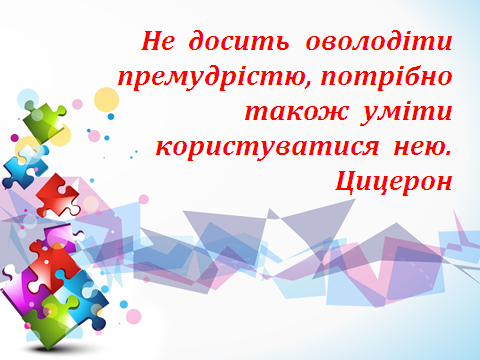 Не досить оволодіти
премудрістю, потрібно
також уміти
користуватися нею.
Цицерон